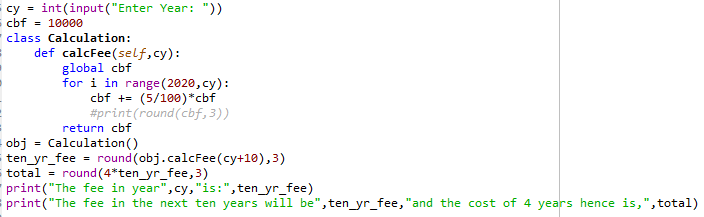 cy = int(input("Enter Year: "))
cbf = 10000
class Calculation:
    def calcFee(self,cy):
        global cbf
        for i in range(2020,cy):
            cbf += (5/100)*cbf
            #print(round(cbf,3))
        return cbf
obj = Calculation()
ten_yr_fee = round(obj.calcFee(cy+10),3)
total = round(4*ten_yr_fee,3)
print("The fee in year",cy,"is:",ten_yr_fee)
print("The fee in the next ten years will be",ten_yr_fee,"and the cost of 4 years hence is,",total)